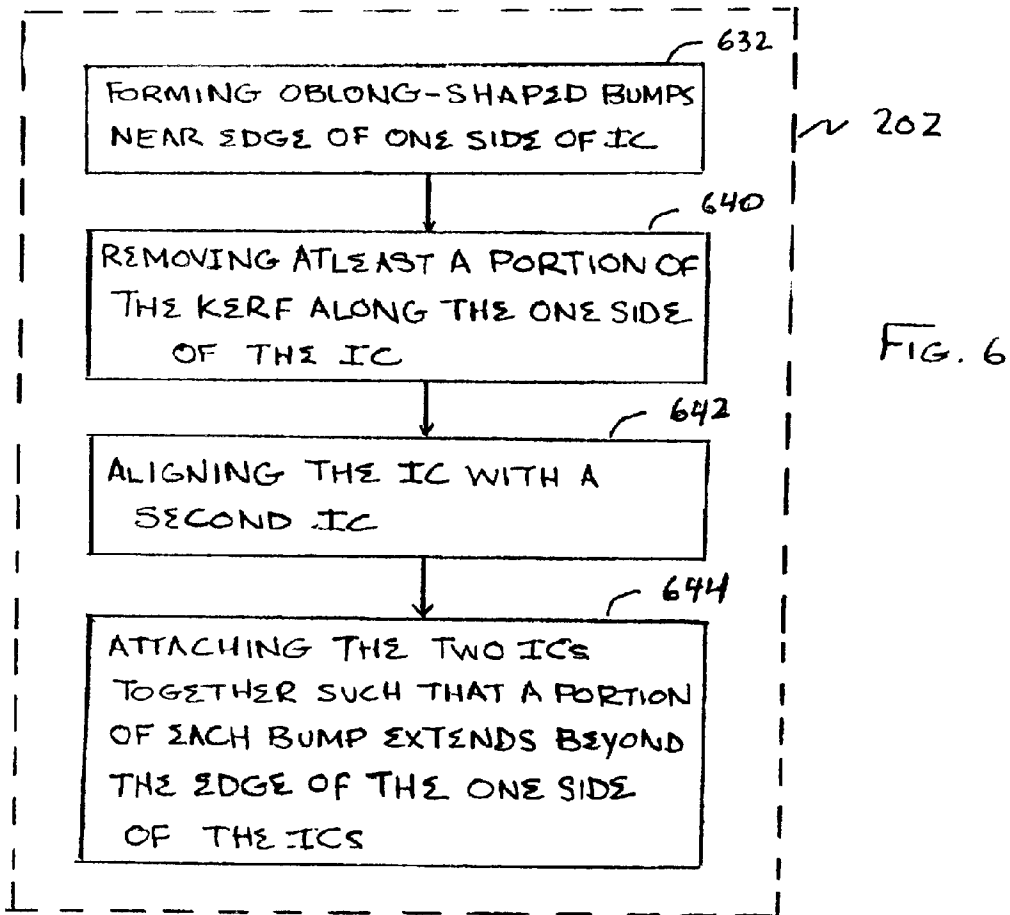 632
FORMING OBLONG-SHAPED BUMPS
NEAR EDGE OF ONE SIDE OF IC
202
640
REMOVING ATLEAST A PORTION OF
THE KERF ALONG THE ONE SIDE
OF THE IC
FIG. 6
642
ALIGNING THE IC WITH A
SECOND IC
644
ATTACHING THE TWO ICs
TOGETHER SUCH THAT A PORTION
OF EACH BUMP EXTENDS BEYOND
THE EDGE OF THE ONE SIDE
OF THE ICs